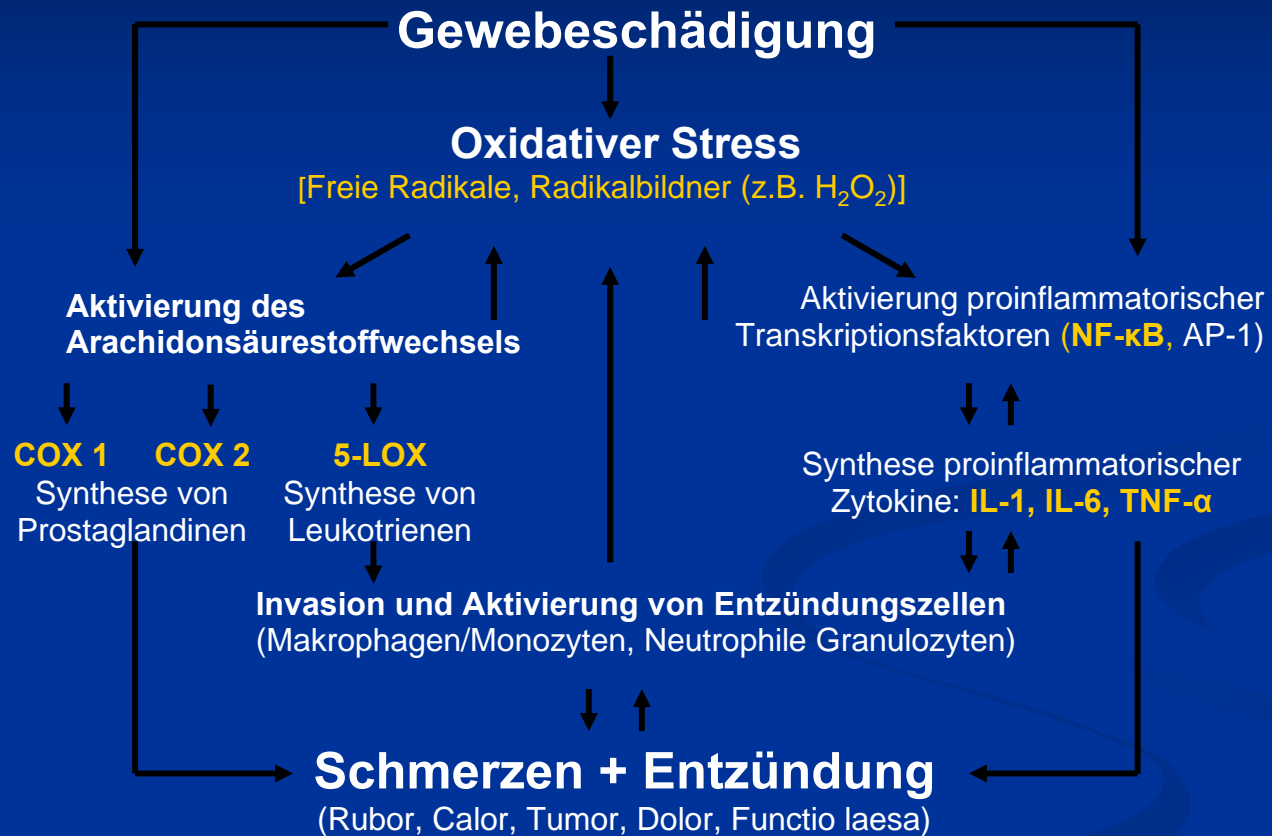 Gewebeschädigung
Oxidativer Stress
[Freie Radikale, Radikalbildner (z.B. H₂O₂)]
Aktivierung des
Arachidonsäurestoffwechsels
Aktivierung proinflammatorischer
Transkriptionsfaktoren (NF-κB, AP-1)
COX 1 COX 2 5-LOX
Synthese von
Prostaglandinen
Synthese von
Leukotrienen
Synthese proinflammatorischer
Zytokine: IL-1, IL-6, TNF-α
Invasion und Aktivierung von Entzündungszellen
(Makrophagen/Monozyten, Neutrophile Granulozyten)
Schmerzen + Entzündung
(Rubor, Calor, Tumor, Dolor, Functio laesa)